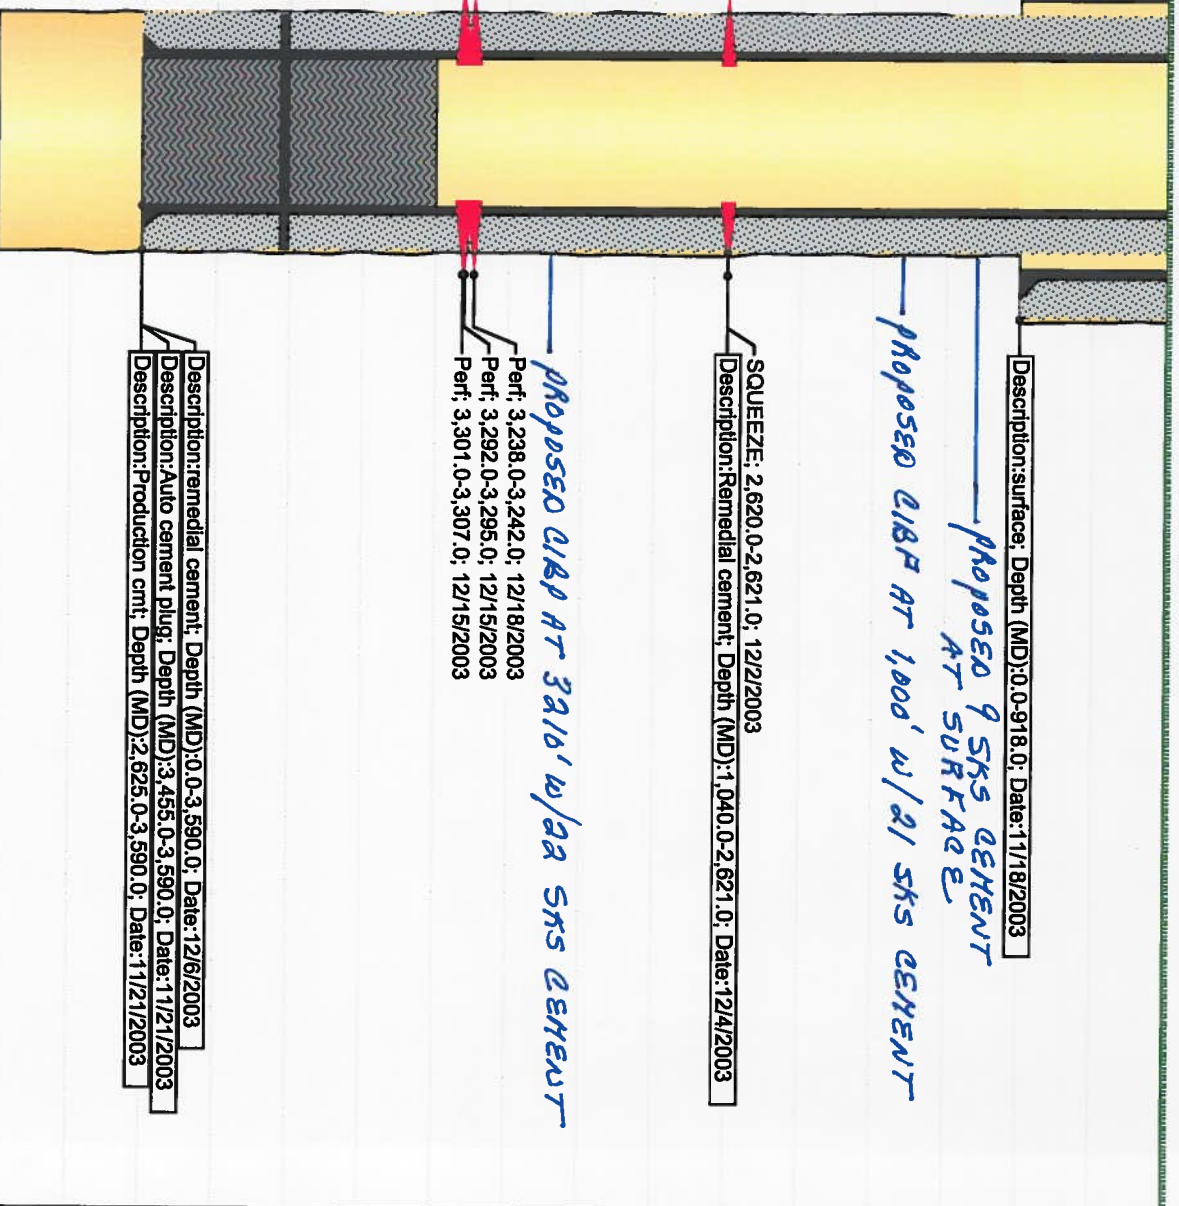 Description:surface; Depth (MD):0.0-918.0; Date:11/18/2003
PROPOSED 9 SKS CEMENT
AT SURFACE
PROPOSED CIBP AT 1,000' W/21 SKS CEMENT
SQUEEZE; 2,620.0-2,621.0; 12/2/2003
Description:Remedial cement; Depth (MD):1,040.0-2,621.0; Date:12/4/2003
PROPOSED CIBP AT 3210' W/22 SKS CEMENT
Perf; 3,238.0-3,242.0; 12/18/2003
Perf; 3,292.0-3,295.0; 12/15/2003
Perf; 3,301.0-3,307.0; 12/15/2003
Description:remedial cement; Depth (MD):0.0-3,590.0; Date:12/6/2003
Description:Auto cement plug; Depth (MD):3,455.0-3,590.0; Date:11/21/2003
Description:Production cmt; Depth (MD):2,625.0-3,590.0; Date:11/21/2003